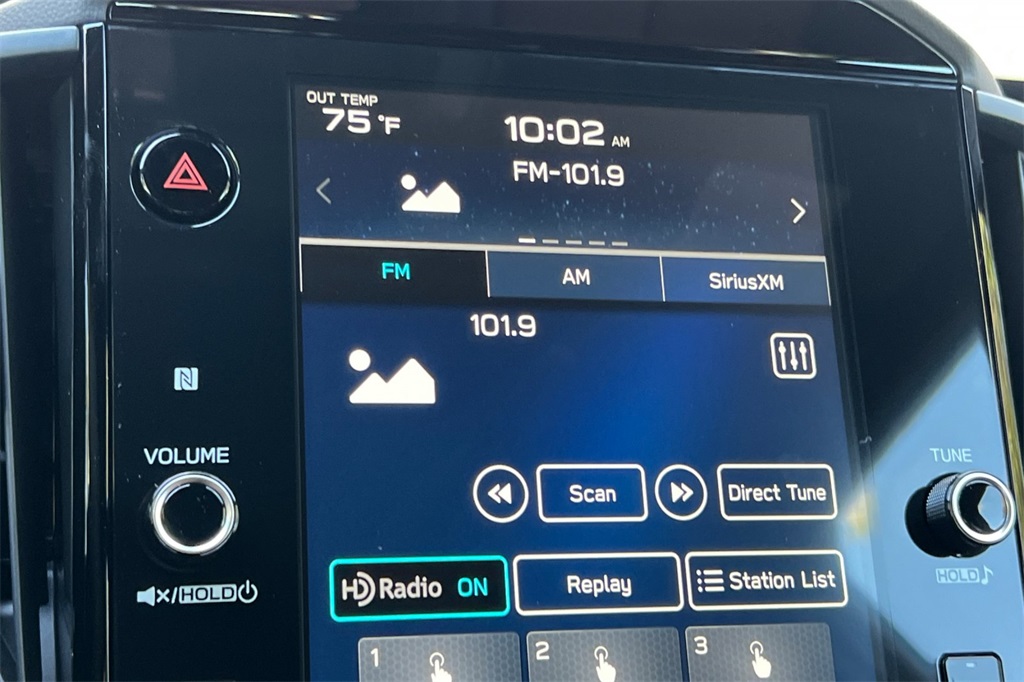 OUT TEMP
75 °F
10:02 AM
FM-101.9
FM AM SiriusXM
101.9
VOLUME
TUNE
Scan Direct Tune
HOLD
/HOLD
HD Radio ON Replay Station List
1 2 3